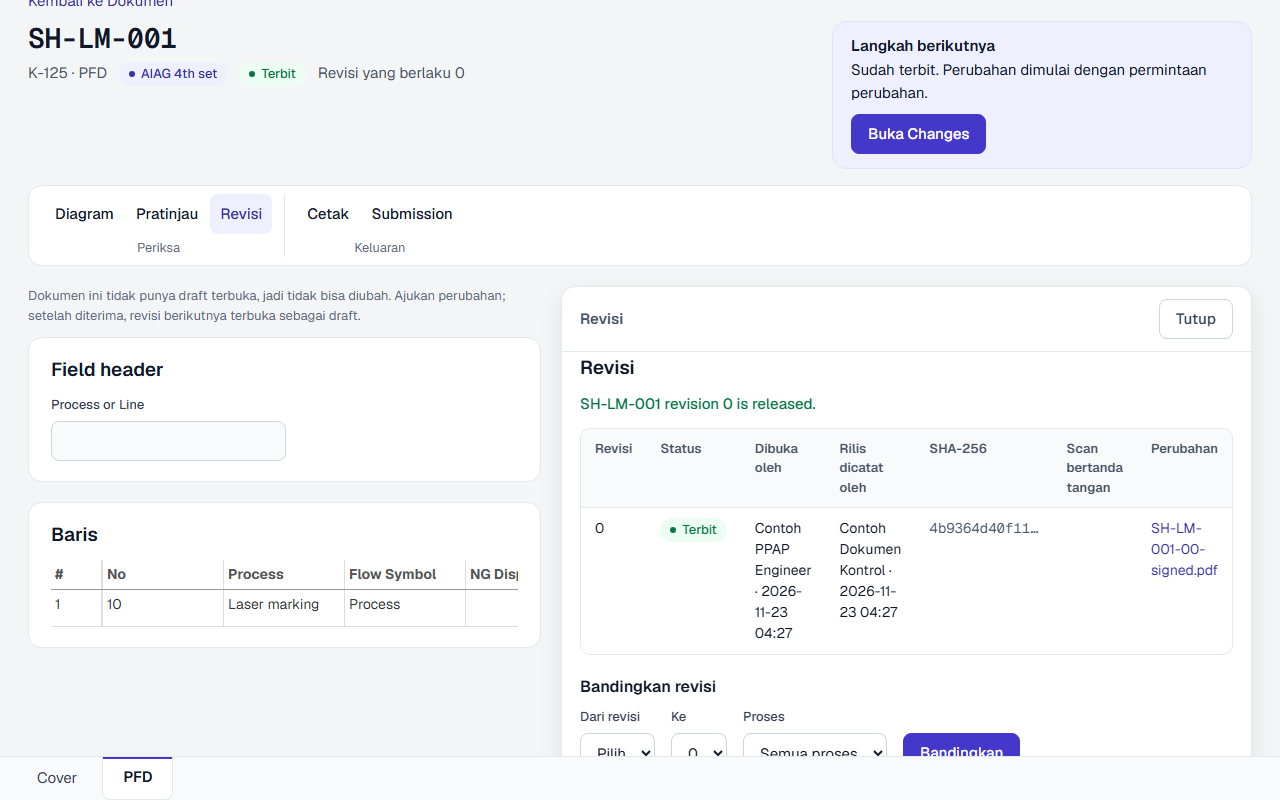 Kembali ke Dokumen
SH-LM-001
K-125 · PFD
AIAG 4th set
Terbit
Revisi yang berlaku 0
Langkah berikutnya
Sudah terbit. Perubahan dimulai dengan permintaan
perubahan.
Buka Changes
Diagram
Pratinjau
Revisi
Periksa
Cetak
Submission
Keluaran
Dokumen ini tidak punya draft terbuka, jadi tidak bisa diubah. Ajukan perubahan;
setelah diterima, revisi berikutnya terbuka sebagai draft.
Field header
Process or Line
Baris
# No Process Flow Symbol NG Disp
1 10 Laser marking Process
Revisi
Tutup
Revisi
SH-LM-001 revision 0 is released.
Revisi
Status
Dibuka
oleh
Rilis
dicatat
oleh
SHA-256
Scan
bertanda
tangan
Perubahan
0
Terbit
Contoh
PPAP
Engineer
· 2026-
11-23
04:27
Contoh
Dokumen
Kontrol ·
2026-11-
23 04:27
4b9364d40f11…
SH-LM-
001-00-
signed.pdf
Bandingkan revisi
Dari revisi
Ke
Proses
Pilih
0
Semua proses
Bandingkan
Cover
PFD